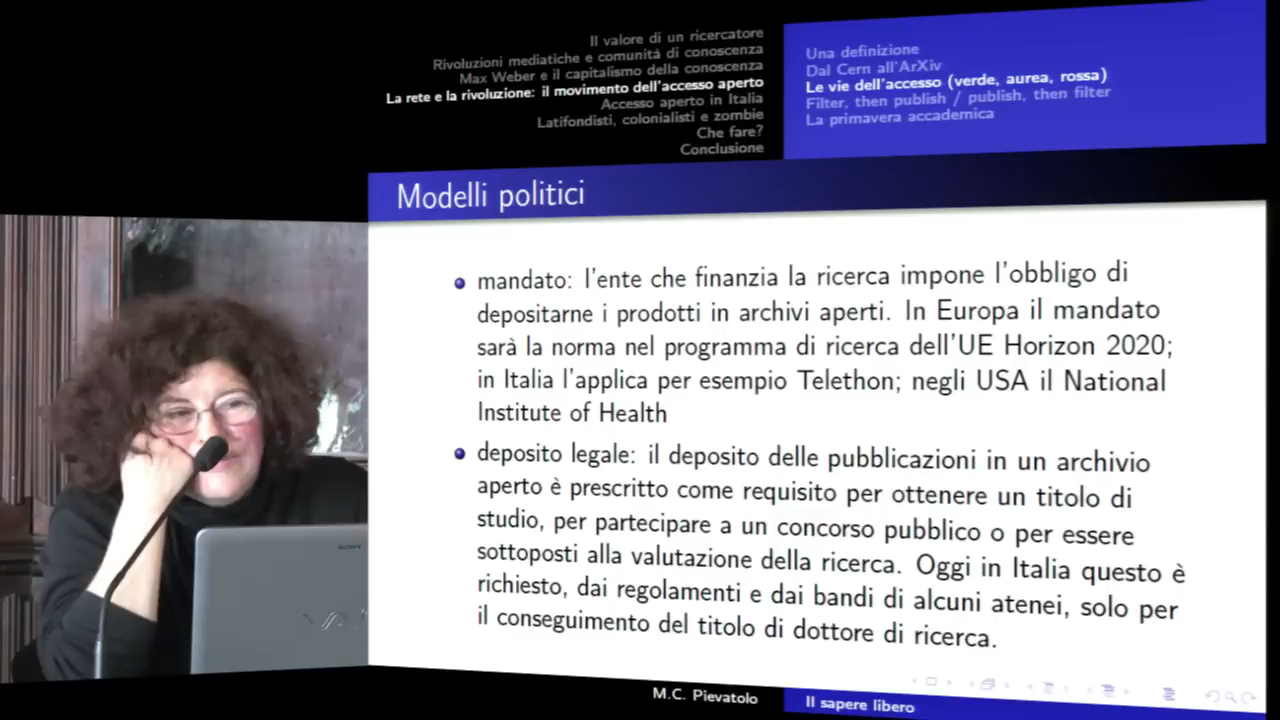 Il valore di un ricercatore
Rivoluzioni mediatiche e comunità di conoscenza
Max Weber e il capitalismo della conoscenza
La rete e la rivoluzione: il movimento dell'accesso aperto
Accesso aperto in Italia
Latifondisti, colonialisti e zombie
Che fare?
Conclusione
Una definizione
Dal Cern all'ArXiv
Le vie dell'accesso (verde, aurea, rossa)
Filter, then publish / publish, then filter
La primavera accademica
Modelli politici
mandato: l'ente che finanzia la ricerca impone l'obbligo di
depositarne i prodotti in archivi aperti. In Europa il mandato
sarà la norma nel programma di ricerca dell'UE Horizon 2020;
in Italia l'applica per esempio Telethon; negli USA il National
Institute of Health
deposito legale: il deposito delle pubblicazioni in un archivio
aperto è prescritto come requisito per ottenere un titolo di
studio, per partecipare a un concorso pubblico o per essere
sottoposti alla valutazione della ricerca. Oggi in Italia questo è
richiesto, dai regolamenti e dai bandi di alcuni atenei, solo per
il conseguimento del titolo di dottore di ricerca.
SONY
VAIO
M.C. Pievatolo
Il sapere libero